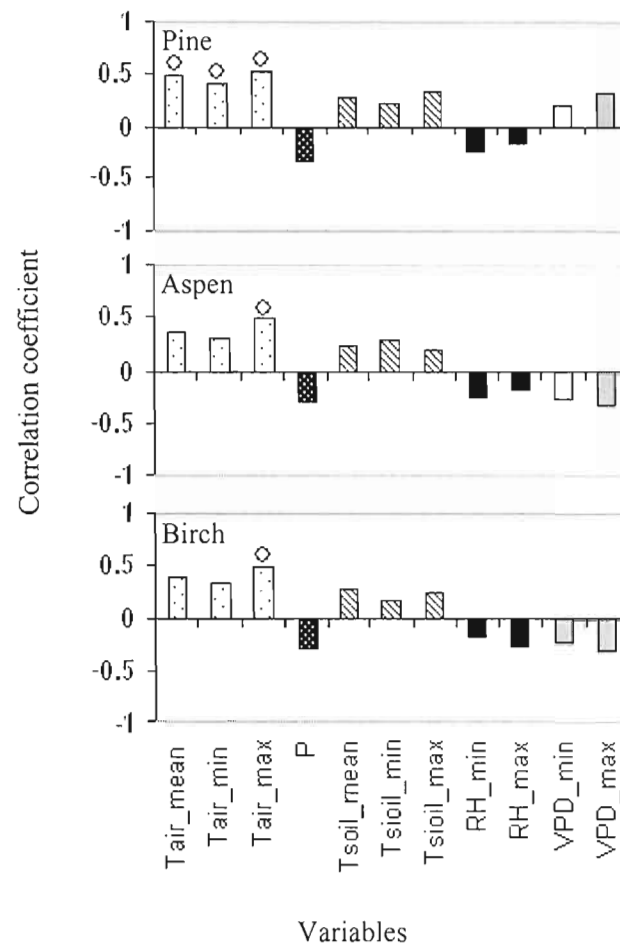 1
Pine
0.5
0
-0.5
-1
1
Aspen
0.5
0
-0.5
-1
1
Birch
0.5
0
-0.5
-1
Correlation coefficient
Tair_mean
Tair_min
Tair_max
P
Tsoil_mean
Tsioil_min
Tsioil_max
RH_min
RH_max
VPD_min
VPD_max
Variables